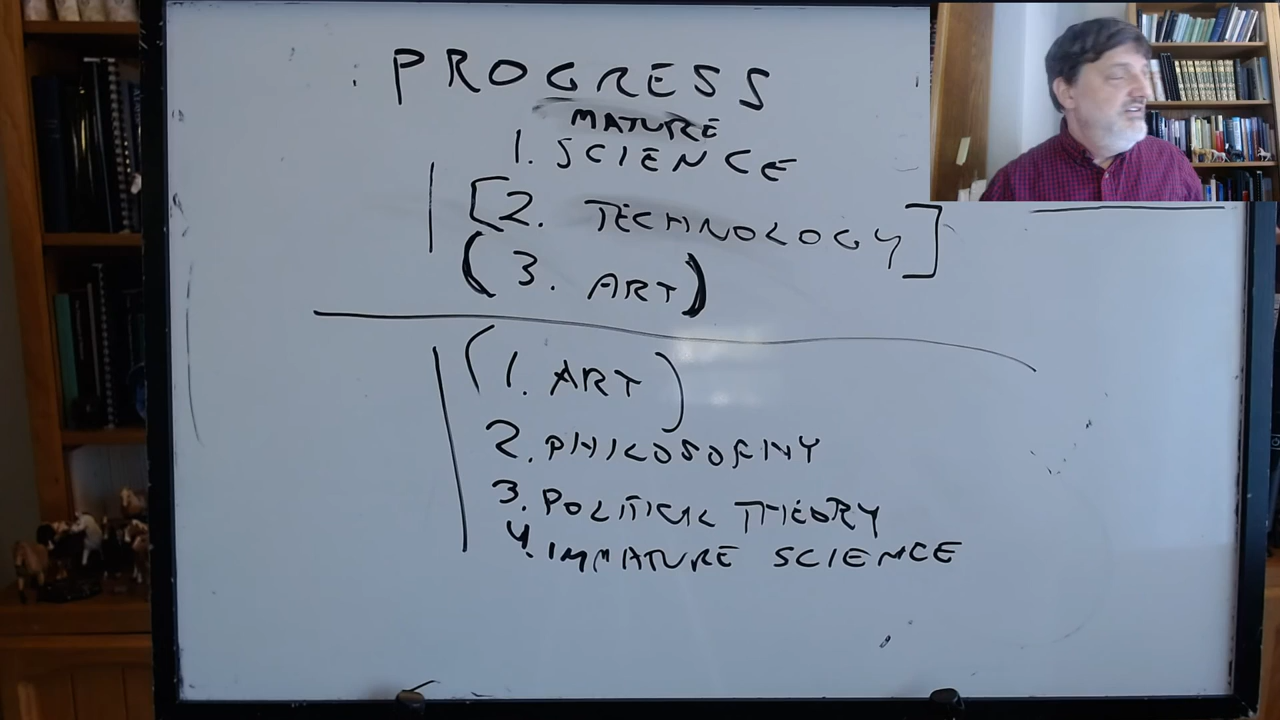 PROGRESS
MATURE
1. SCIENCE
[2. TECHNOLOGY]
(3. ART)
(1. ART)
2. PHILOSOPHY
3. POLITICAL THEORY
4. IMMATURE SCIENCE